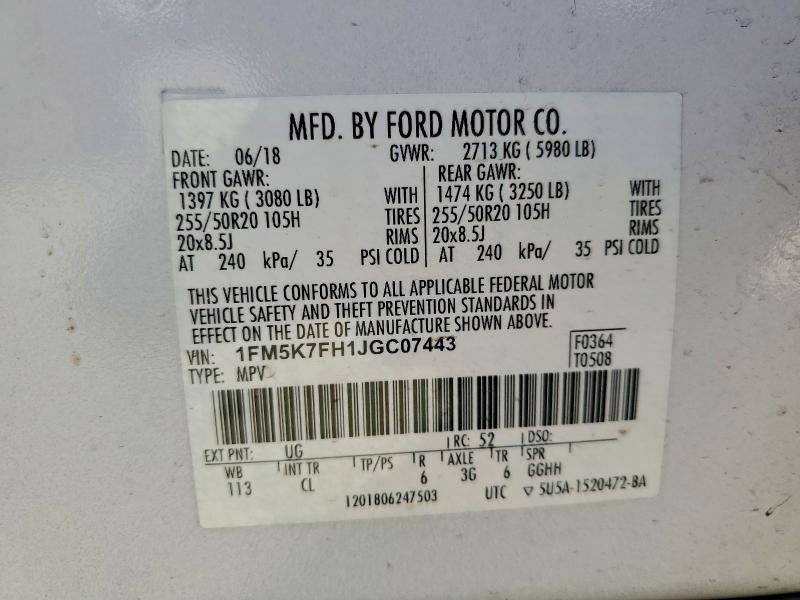 MFD. BY FORD MOTOR CO.
DATE: 06/18 GVWR: 2713 KG ( 5980 LB)
FRONT GAWR: REAR GAWR:
1397 KG ( 3080 LB) WITH 1474 KG ( 3250 LB) WITH
255/50R20 105H TIRES 255/50R20 105H TIRES
20x8.5J RIMS 20x8.5J RIMS
AT 240 kPa/ 35 PSI COLD AT 240 kPa/ 35 PSI COLD
THIS VEHICLE CONFORMS TO ALL APPLICABLE FEDERAL MOTOR
VEHICLE SAFETY AND THEFT PREVENTION STANDARDS IN
EFFECT ON THE DATE OF MANUFACTURE SHOWN ABOVE.
VIN: 1FM5K7FH1JGC07443 F0364
TYPE: MPV T0508
EXT PNT: UG RC: 52 DSO:
WB INT TR TP/PS R AXLE TR SPR
113 CL 6 3G 6 GGHH
1201806247503 UTC ▽ 5U5A-1520472-BA